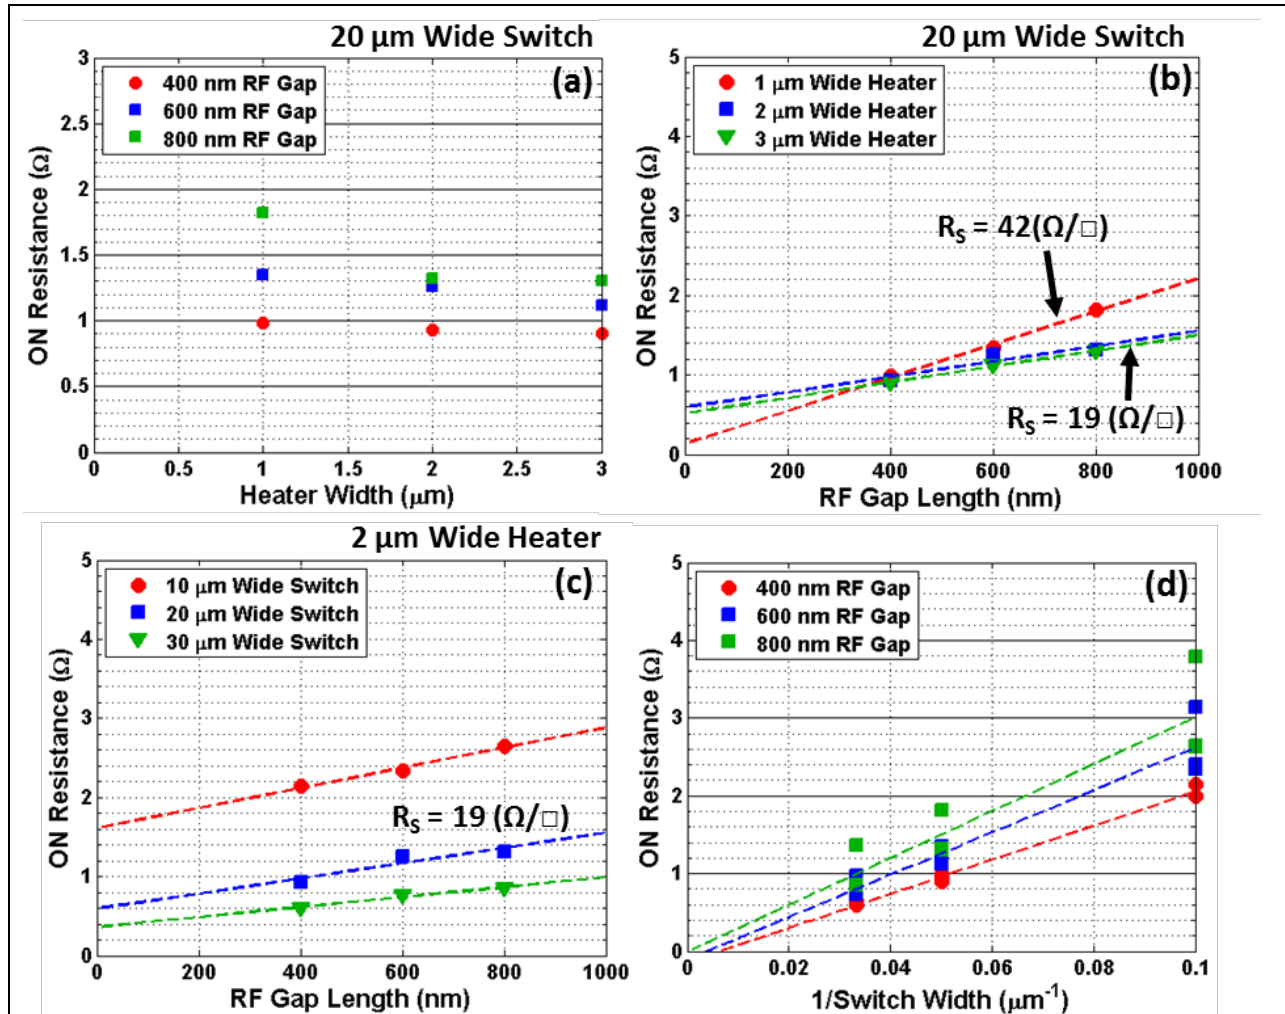 20 µm Wide Switch
(a)
400 nm RF Gap
600 nm RF Gap
800 nm RF Gap
3
2.5
2
1.5
1
0.5
0
ON Resistance (Ω)
0 0.5 1 1.5 2 2.5 3
Heater Width (µm)
20 µm Wide Switch
(b)
1 µm Wide Heater
2 µm Wide Heater
3 µm Wide Heater
5
4
3
2
1
0
ON Resistance (Ω)
R_S = 42(Ω/□)
R_S = 19 (Ω/□)
0 200 400 600 800 1000
RF Gap Length (nm)
2 µm Wide Heater
(c)
10 µm Wide Switch
20 µm Wide Switch
30 µm Wide Switch
5
4
3
2
1
0
ON Resistance (Ω)
R_S = 19 (Ω/□)
0 200 400 600 800 1000
RF Gap Length (nm)
(d)
400 nm RF Gap
600 nm RF Gap
800 nm RF Gap
5
4
3
2
1
0
ON Resistance (Ω)
0 0.02 0.04 0.06 0.08 0.1
1/Switch Width (µm⁻¹)